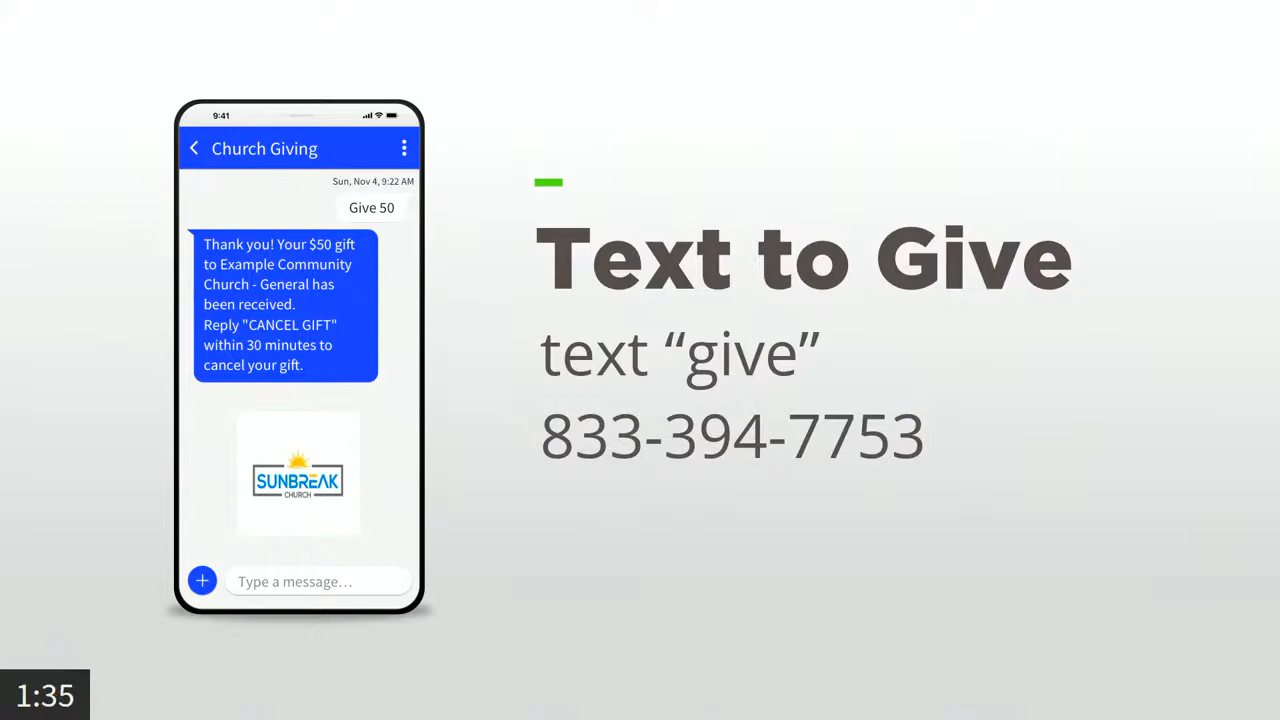 9:41
Church Giving
Sun, Nov 4, 9:22 AM
Give 50
Thank you! Your $50 gift
to Example Community
Church - General has
been received.
Reply "CANCEL GIFT"
within 30 minutes to
cancel your gift.
SUNBREAK
CHURCH
Type a message...
Text to Give
text “give”
833-394-7753
1:35